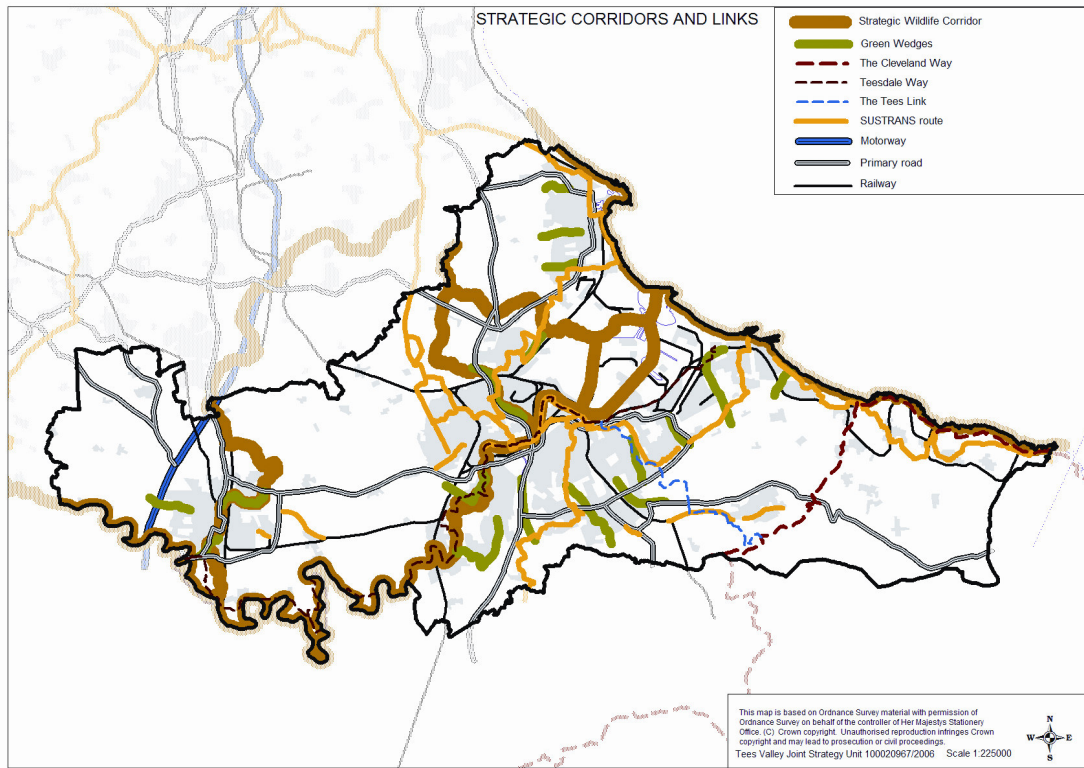 STRATEGIC CORRIDORS AND LINKS
Strategic Wildlife Corridor
Green Wedges
The Cleveland Way
Teesdale Way
The Tees Link
SUSTRANS route
Motorway
Primary road
Railway
This map is based on Ordnance Survey material with permission of
Ordnance Survey on behalf of the controller of Her Majestys Stationery
Office. (C) Crown copyright. Unauthorised reproduction infringes Crown
copyright and may lead to prosecution or civil proceedings.
Tees Valley Joint Strategy Unit 100020967/2006 Scale 1:225000
N
W E
S